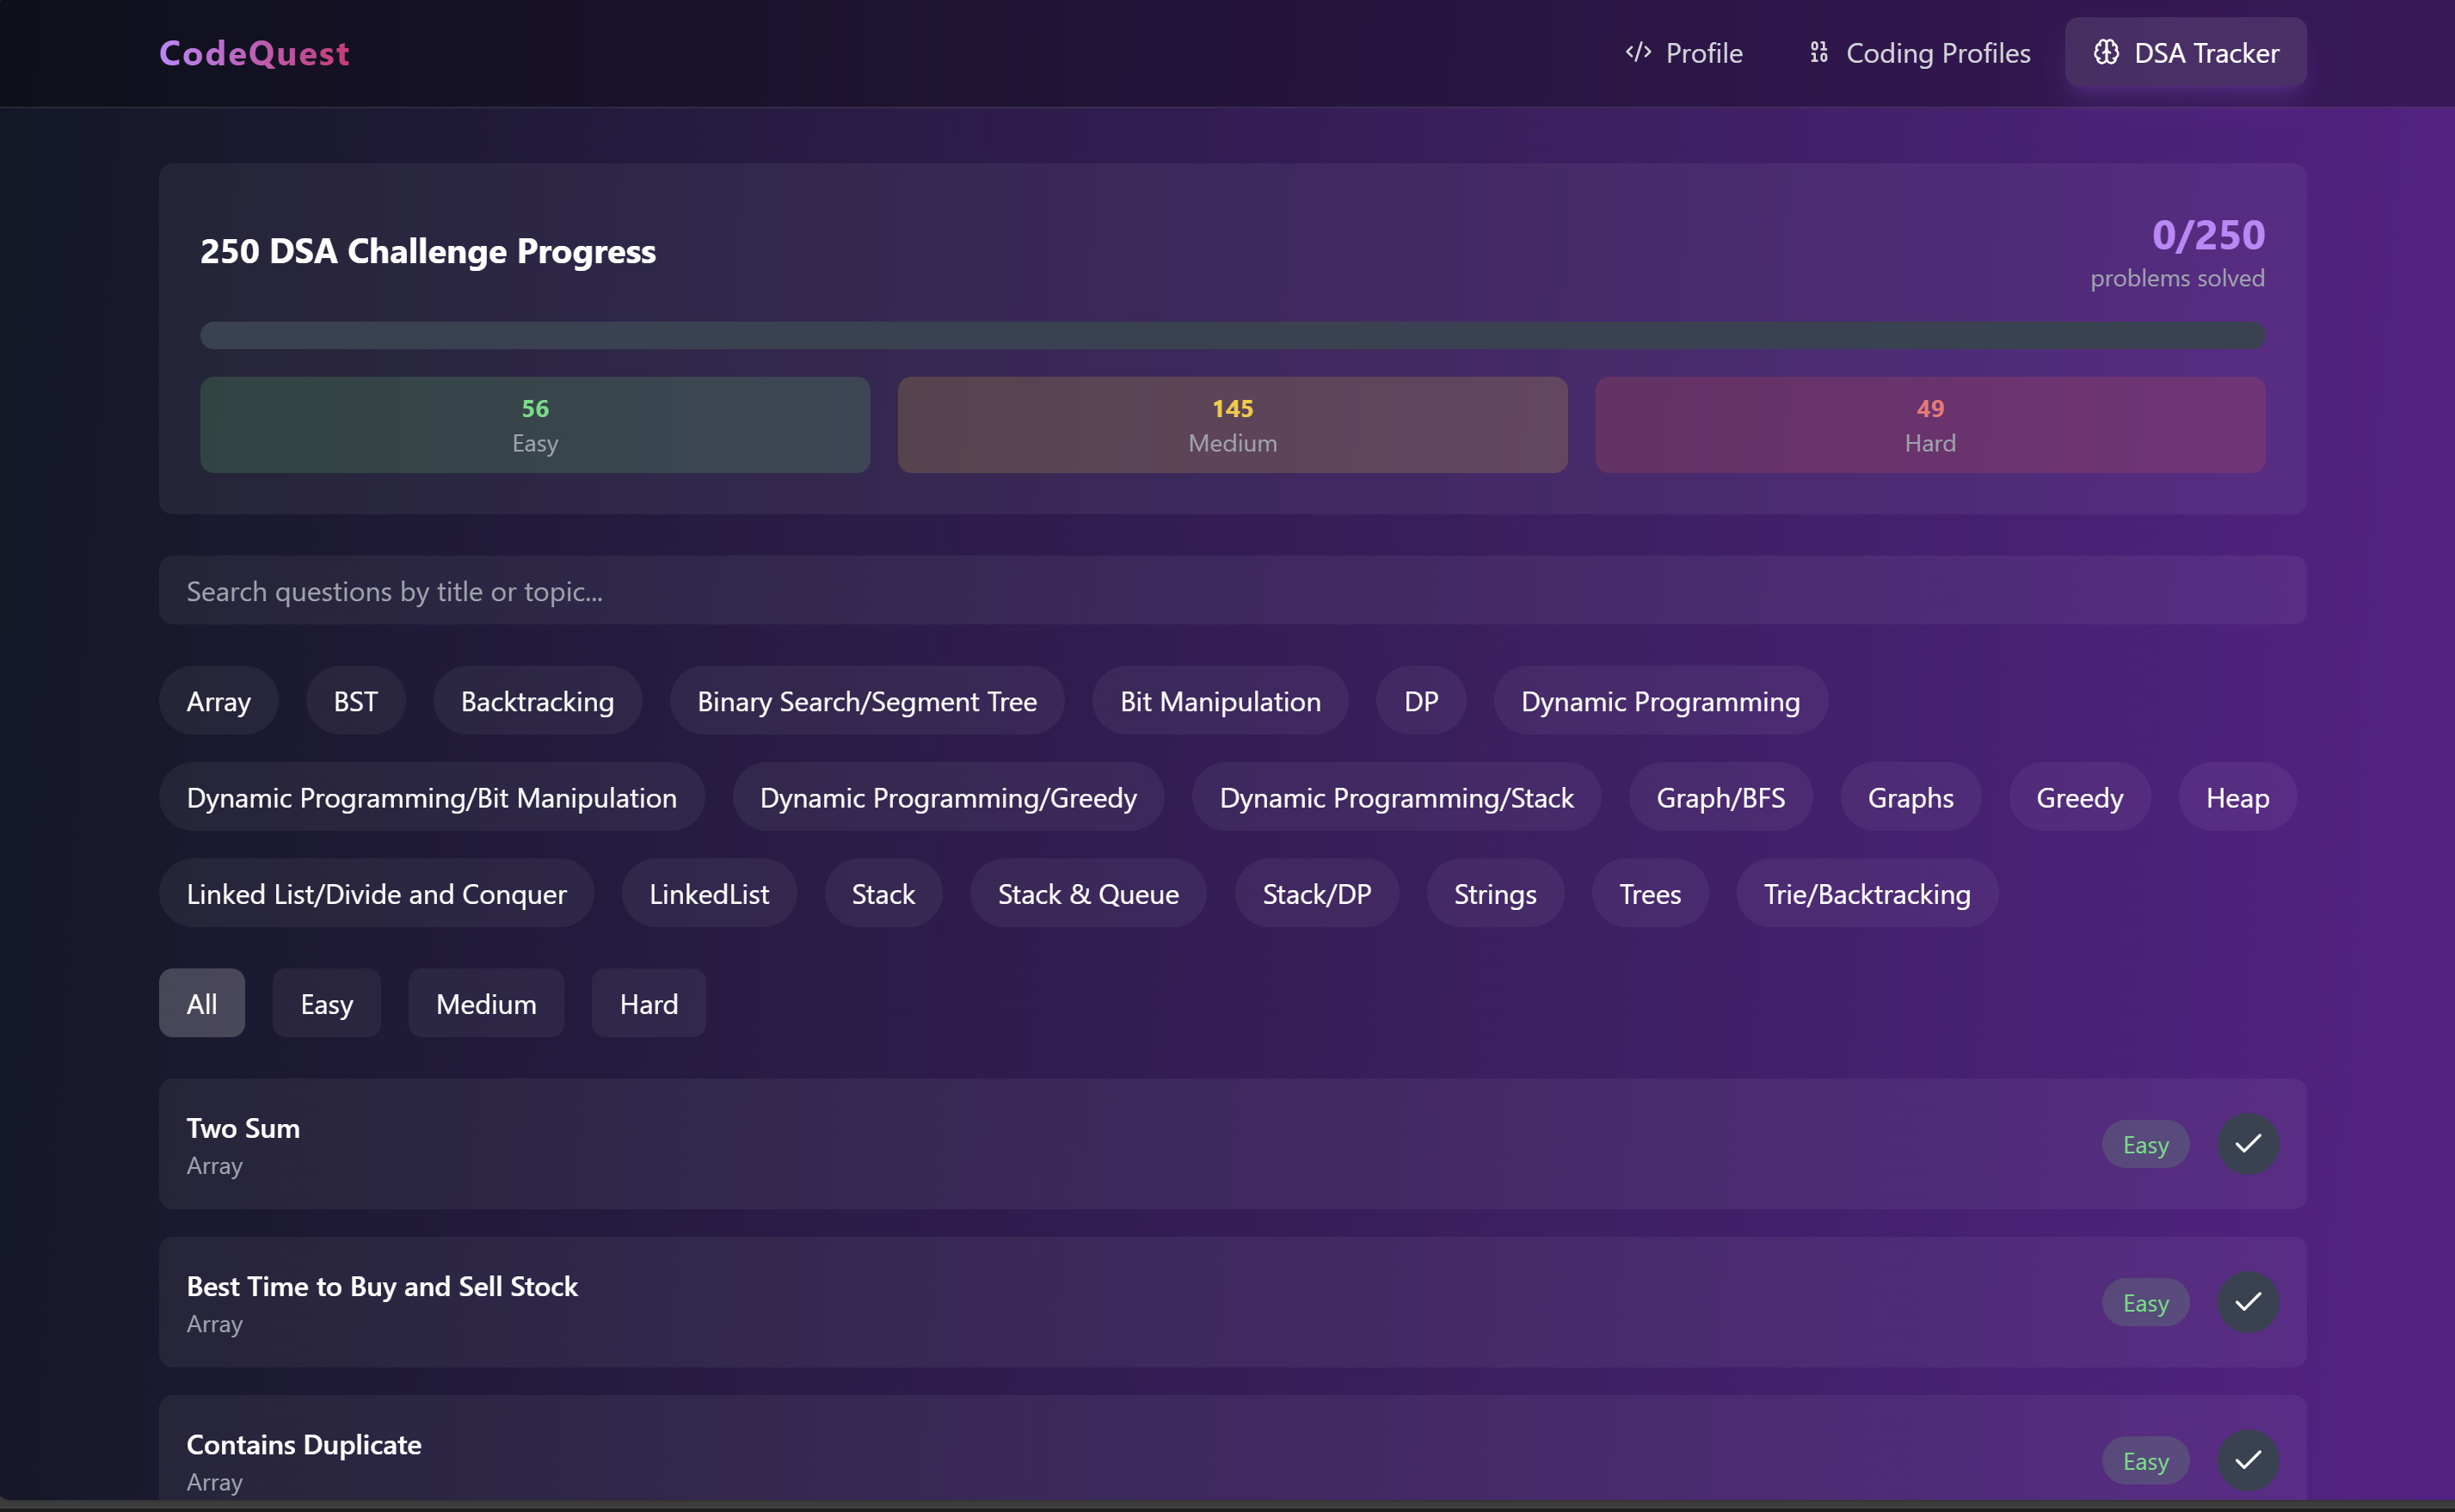 CodeQuest
Profile
Coding Profiles
DSA Tracker
250 DSA Challenge Progress
0/250
problems solved
56
Easy
145
Medium
49
Hard
Search questions by title or topic...
Array BST Backtracking Binary Search/Segment Tree Bit Manipulation DP Dynamic Programming
Dynamic Programming/Bit Manipulation Dynamic Programming/Greedy Dynamic Programming/Stack Graph/BFS Graphs Greedy Heap
Linked List/Divide and Conquer LinkedList Stack Stack & Queue Stack/DP Strings Trees Trie/Backtracking
All Easy Medium Hard
Two Sum
Array
Easy
Best Time to Buy and Sell Stock
Array
Easy
Contains Duplicate
Array
Easy